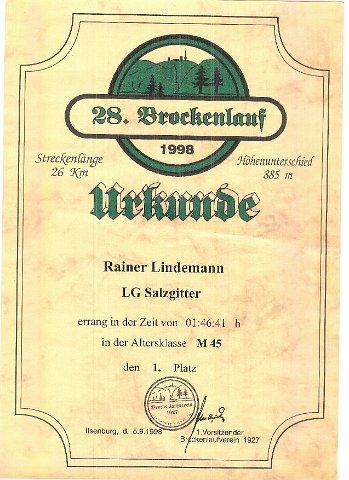 28. Brockenlauf
1998
Streckenlänge
26 Km
Höhenunterschied
885 m
Urkunde
Rainer Lindemann
LG Salzgitter
errang in der Zeit von 01:46:41 h
in der Altersklasse M 45
den 1. Platz
Ilsenburg, d. 5.9.1998
1.Vorsitzender
Brockenlaufverein 1927